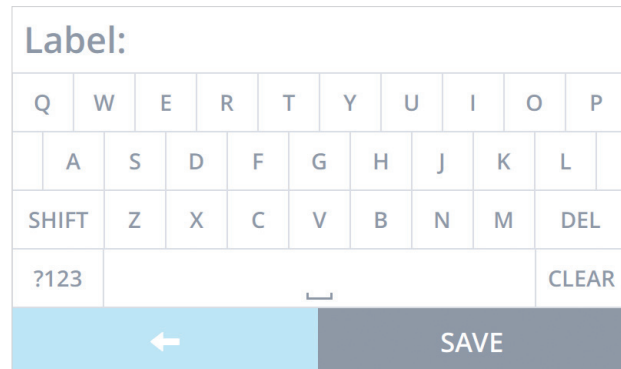 Label:
Q W E R T Y U I O P
A S D F G H J K L
SHIFT Z X C V B N M DEL
?123 CLEAR
SAVE